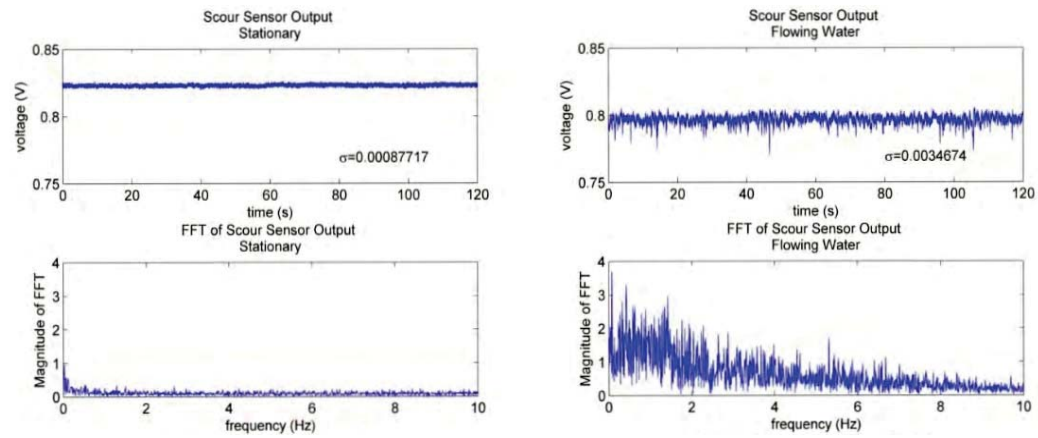 Scour Sensor Output
Stationary
0.85
0.8
0.75
voltage (V)
σ=0.00087717
0 20 40 60 80 100 120
time (s)
FFT of Scour Sensor Output
Stationary
4
3
2
1
0
Magnitude of FFT
0 2 4 6 8 10
frequency (Hz)
Scour Sensor Output
Flowing Water
0.85
0.8
0.75
voltage (V)
σ=0.0034674
0 20 40 60 80 100 120
time (s)
FFT of Scour Sensor Output
Flowing Water
4
3
2
1
0
Magnitude of FFT
0 2 4 6 8 10
frequency (Hz)